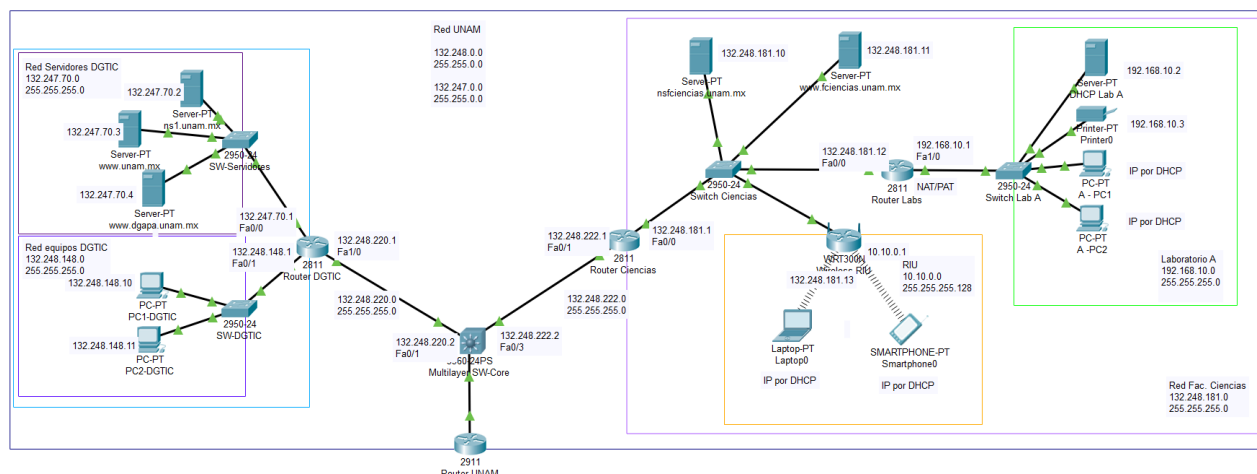 Red UNAM
132.248.0.0
255.255.0.0
132.247.0.0
255.255.0.0
Red Servidores DGTIC
132.247.70.0
255.255.255.0
132.247.70.2
Server-PT
ns1.unam.mx
132.247.70.3
Server-PT
www.unam.mx
2950-24
SW-Servidores
132.247.70.4
Server-PT
www.dgapa.unam.mx
132.247.70.1
Fa0/0
Red equipos DGTIC
132.248.148.0
255.255.255.0
132.248.148.1
Fa0/1
132.248.148.10
PC-PT
PC1-DGTIC
2950-24
SW-DGTIC
132.248.148.11
PC-PT
PC2-DGTIC
2811
Router DGTIC
132.248.220.1
Fa1/0
132.248.220.0
255.255.255.0
132.248.220.2
Fa0/1
Multilayer SW-Core
132.248.222.2
Fa0/3
2911
Router UNAM
132.248.222.0
255.255.255.0
132.248.222.1
Fa0/1
2811
Router Ciencias
132.248.181.1
Fa0/0
Server-PT
nsfciencias.unam.mx
132.248.181.10
Server-PT
www.fciencias.unam.mx
132.248.181.11
2950-24
Switch Ciencias
132.248.181.12
Fa0/0
2811
Router Labs
192.168.10.1
Fa1/0
NAT/PAT
2950-24
Switch Lab A
Server-PT
DHCP Lab A
192.168.10.2
Printer-PT
Printer0
192.168.10.3
PC-PT
A - PC1
IP por DHCP
PC-PT
A -PC2
IP por DHCP
Laboratorio A
192.168.10.0
255.255.255.0
WRT300N
Wireless RIU
10.10.0.1
132.248.181.13
RIU
10.10.0.0
255.255.255.128
Laptop-PT
Laptop0
IP por DHCP
SMARTPHONE-PT
Smartphone0
IP por DHCP
Red Fac. Ciencias
132.248.181.0
255.255.255.0